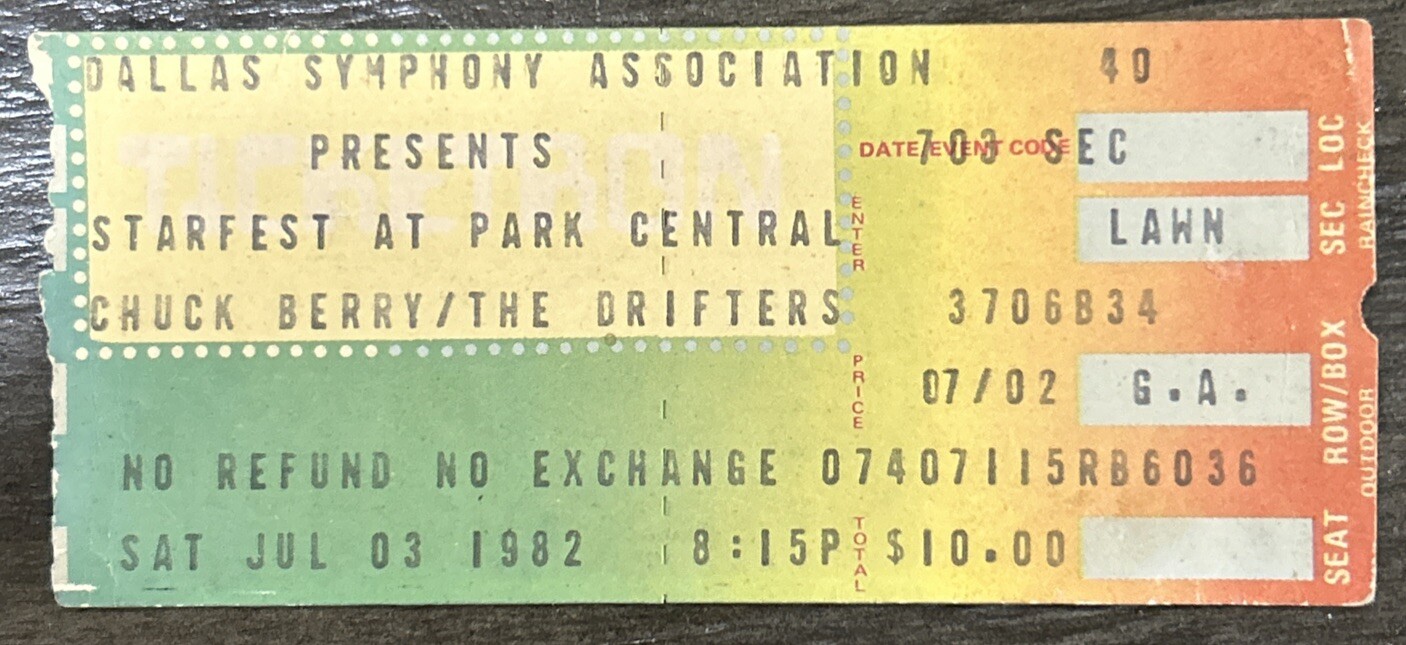 DALLAS SYMPHONY ASSOCIATION 40
TICKETRON
PRESENTS 703 SEC
DATE/EVENT CODE
STARFEST AT PARK CENTRAL LAWN
ENTER
CHUCK BERRY/THE DRIFTERS 3706B34
PRICE
07/02 G.A.
NO REFUND NO EXCHANGE 07407115RB6036
SAT JUL 03 1982 8:15P $10.00
TOTAL
SEC LOC
ROW/BOX
SEAT
RAINCHECK
OUTDOOR